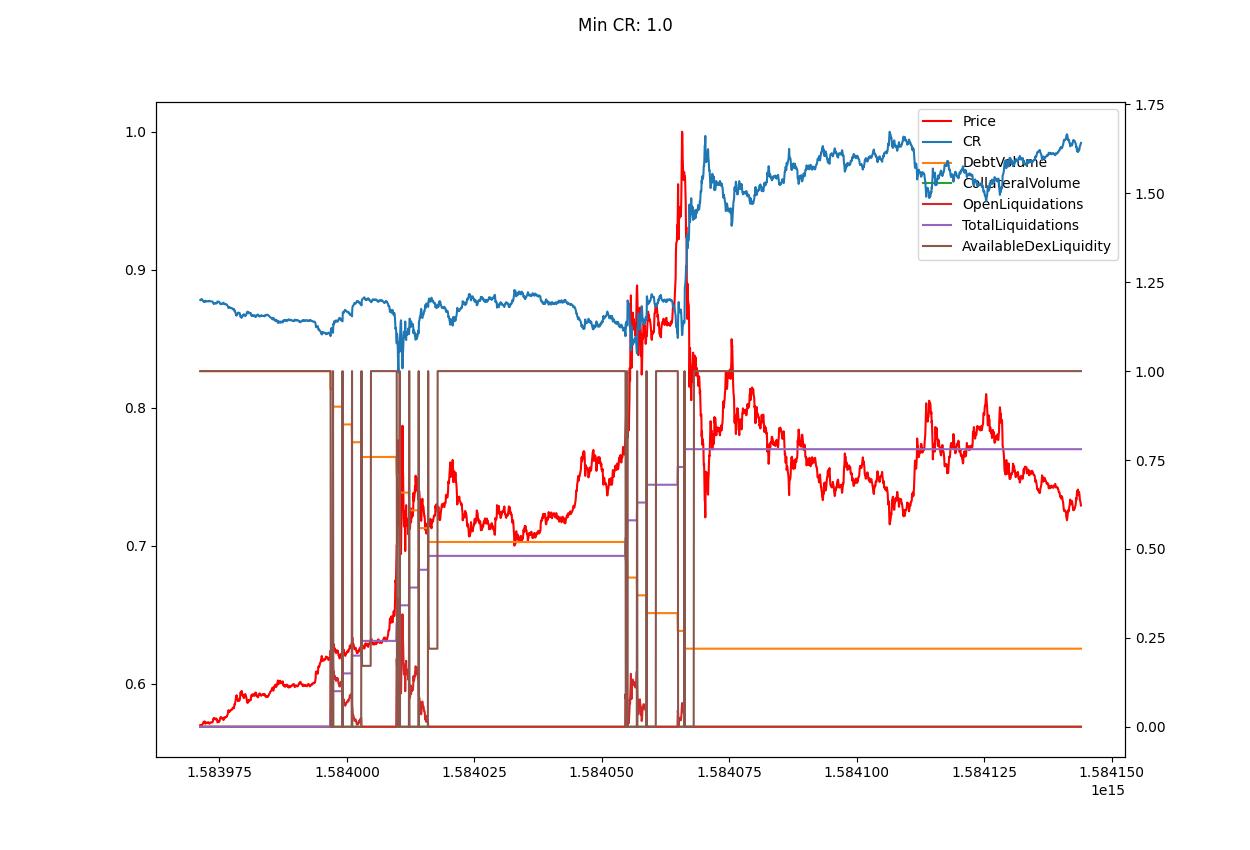 Min CR: 1.0
1.0
0.9
0.8
0.7
0.6
1.75
1.50
1.25
1.00
0.75
0.50
0.25
0.00
Price
CR
DebtVolume
CollateralVolume
OpenLiquidations
TotalLiquidations
AvailableDexLiquidity
1.583975 1.584000 1.584025 1.584050 1.584075 1.584100 1.584125 1.584150
1e15